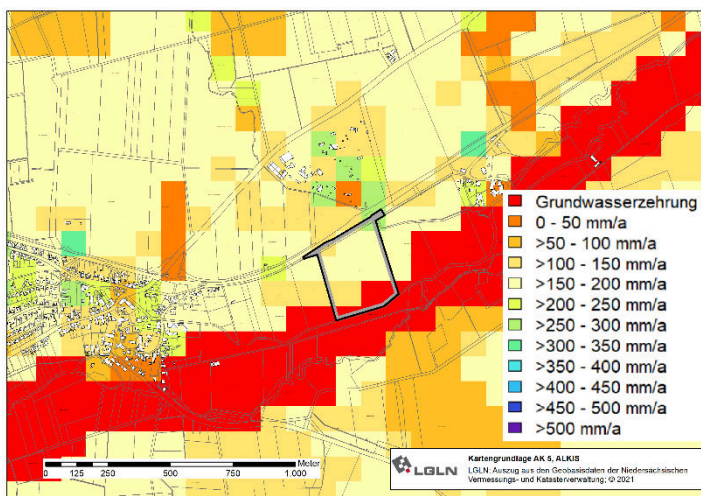 Grundwasserzehrung
0 - 50 mm/a
>50 - 100 mm/a
>100 - 150 mm/a
>150 - 200 mm/a
>200 - 250 mm/a
>250 - 300 mm/a
>300 - 350 mm/a
>350 - 400 mm/a
>400 - 450 mm/a
>450 - 500 mm/a
>500 mm/a
Meter
0 125 250 500 750 1.000
LGLN
Kartengrundlage AK 5, ALKIS
LGLN: Auszug aus den Geobasisdaten der Niedersächsischen
Vermessungs- und Katasterverwaltung; © 2021